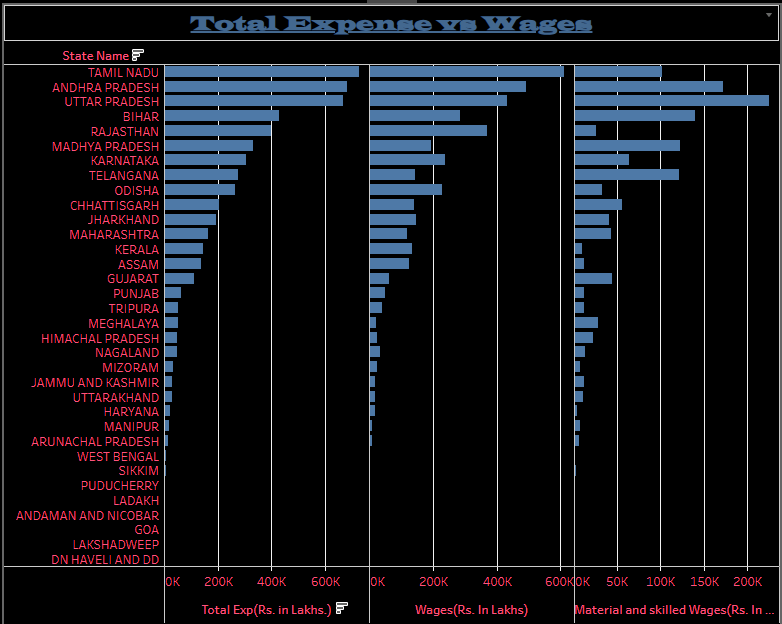 Total Expense vs Wages
State Name
TAMIL NADU
ANDHRA PRADESH
UTTAR PRADESH
BIHAR
RAJASTHAN
MADHYA PRADESH
KARNATAKA
TELANGANA
ODISHA
CHHATTISGARH
JHARKHAND
MAHARASHTRA
KERALA
ASSAM
GUJARAT
PUNJAB
TRIPURA
MEGHALAYA
HIMACHAL PRADESH
NAGALAND
MIZORAM
JAMMU AND KASHMIR
UTTARAKHAND
HARYANA
MANIPUR
ARUNACHAL PRADESH
WEST BENGAL
SIKKIM
PUDUCHERRY
LADAKH
ANDAMAN AND NICOBAR
GOA
LAKSHADWEEP
DN HAVELI AND DD
0K 200K 400K 600K 0K 200K 400K 600K 0K 50K 100K 150K 200K
Total Exp(Rs. in Lakhs.) Wages(Rs. In Lakhs) Material and skilled Wages(Rs. In ...